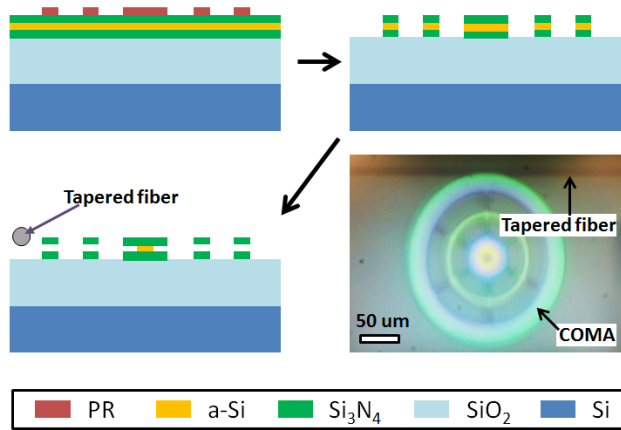 Tapered fiber
Tapered fiber
50 um
COMA
PR a-Si Si₃N₄ SiO₂ Si